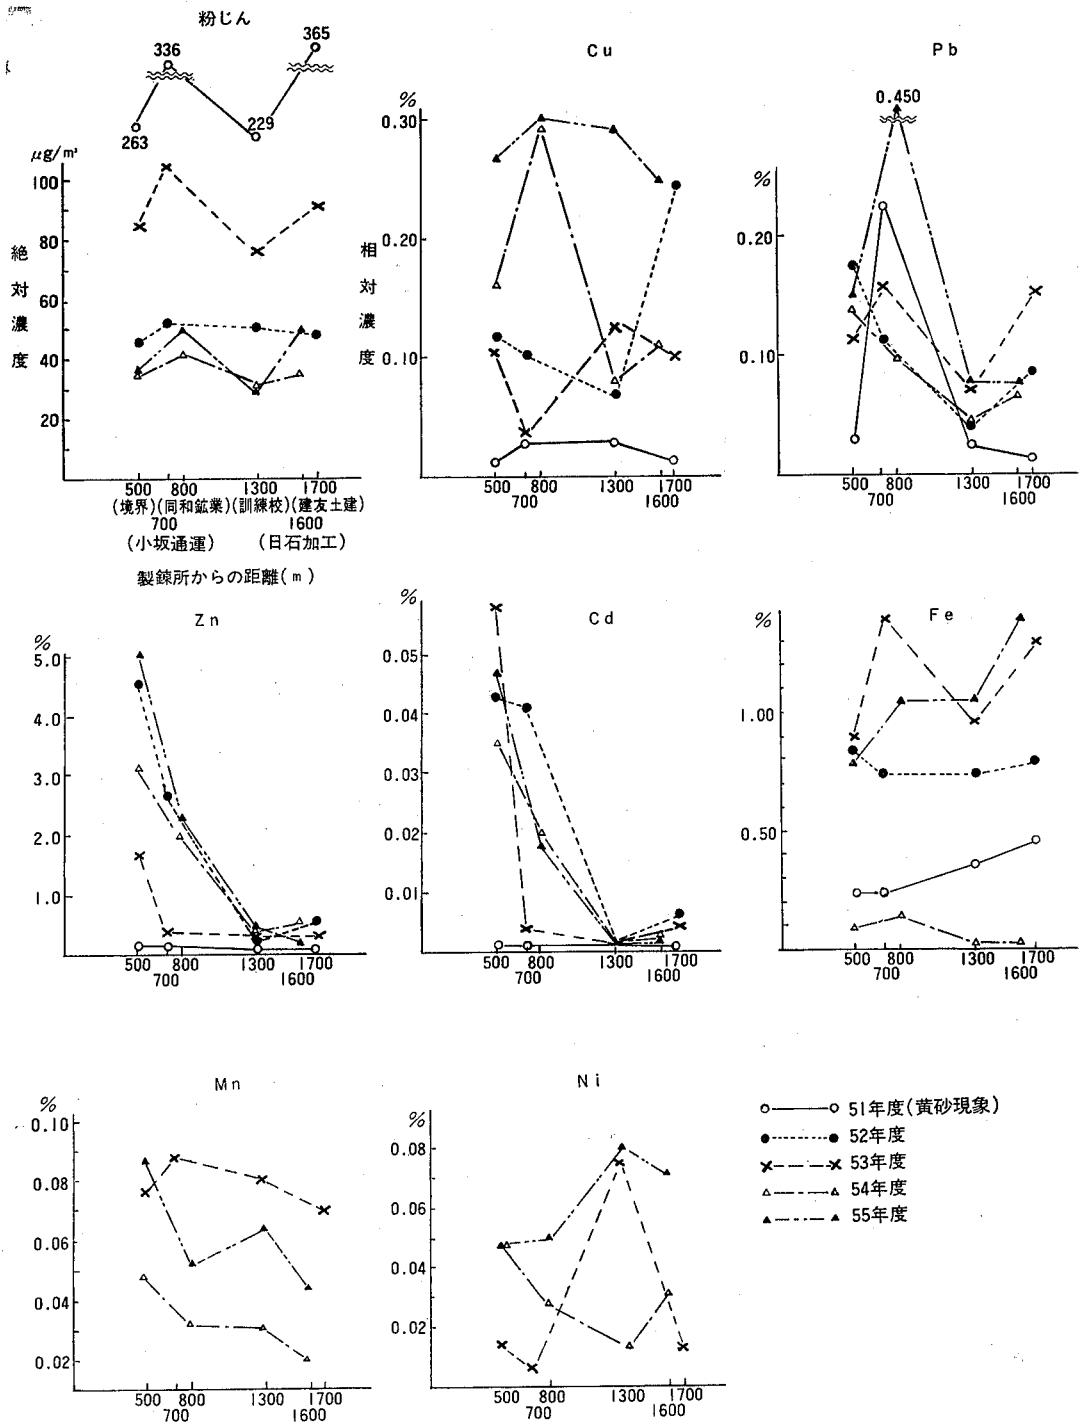 粉じん
336
365
263
229
μg/m³
100
80
60
40
20
絶対濃度
500 800 1300 1700
(境界)(同和鉱業)(訓練校)(建友土建)
700 1600
(小坂通運) (日石加工)
製錬所からの距離(m)
Cu
%
0.30
0.20
0.10
相対濃度
500 800 1300 1700
700 1600
Pb
0.450
%
0.20
0.10
500 800 1300 1700
700 1600
Zn
%
5.0
4.0
3.0
2.0
1.0
500 800 1300 1700
700 1600
Cd
%
0.05
0.04
0.03
0.02
0.01
500 800 1300 1700
700 1600
Fe
%
1.00
0.50
500 800 1300 1700
700 1600
Mn
%
0.10
0.08
0.06
0.04
0.02
500 800 1300 1700
700 1600
Ni
%
0.08
0.06
0.04
0.02
500 800 1300 1700
700 1600
51年度(黄砂現象)
52年度
53年度
54年度
55年度